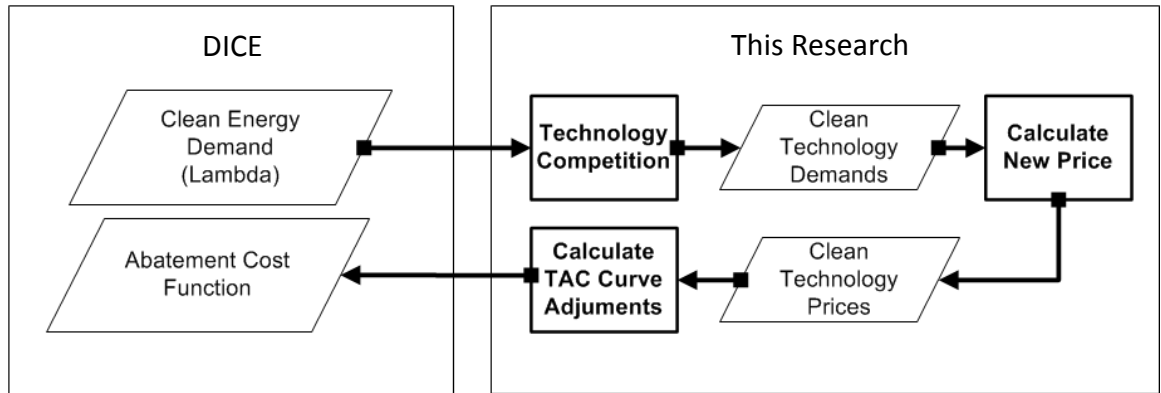 DICE
Clean Energy
Demand
(Lambda)
Abatement Cost
Function
This Research
Technology
Competition
Clean
Technology
Demands
Calculate
New Price
Calculate
TAC Curve
Adjuments
Clean
Technology
Prices